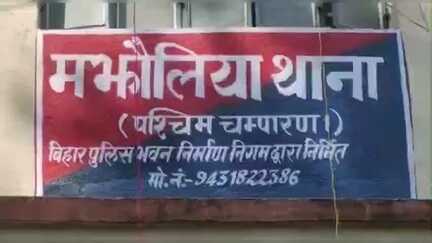 मझौलिया थाना
(पश्चिम चम्पारण।)
बिहार पुलिस भवन निर्माण निगम द्वारा निर्मित
मो.नं:-9431822386